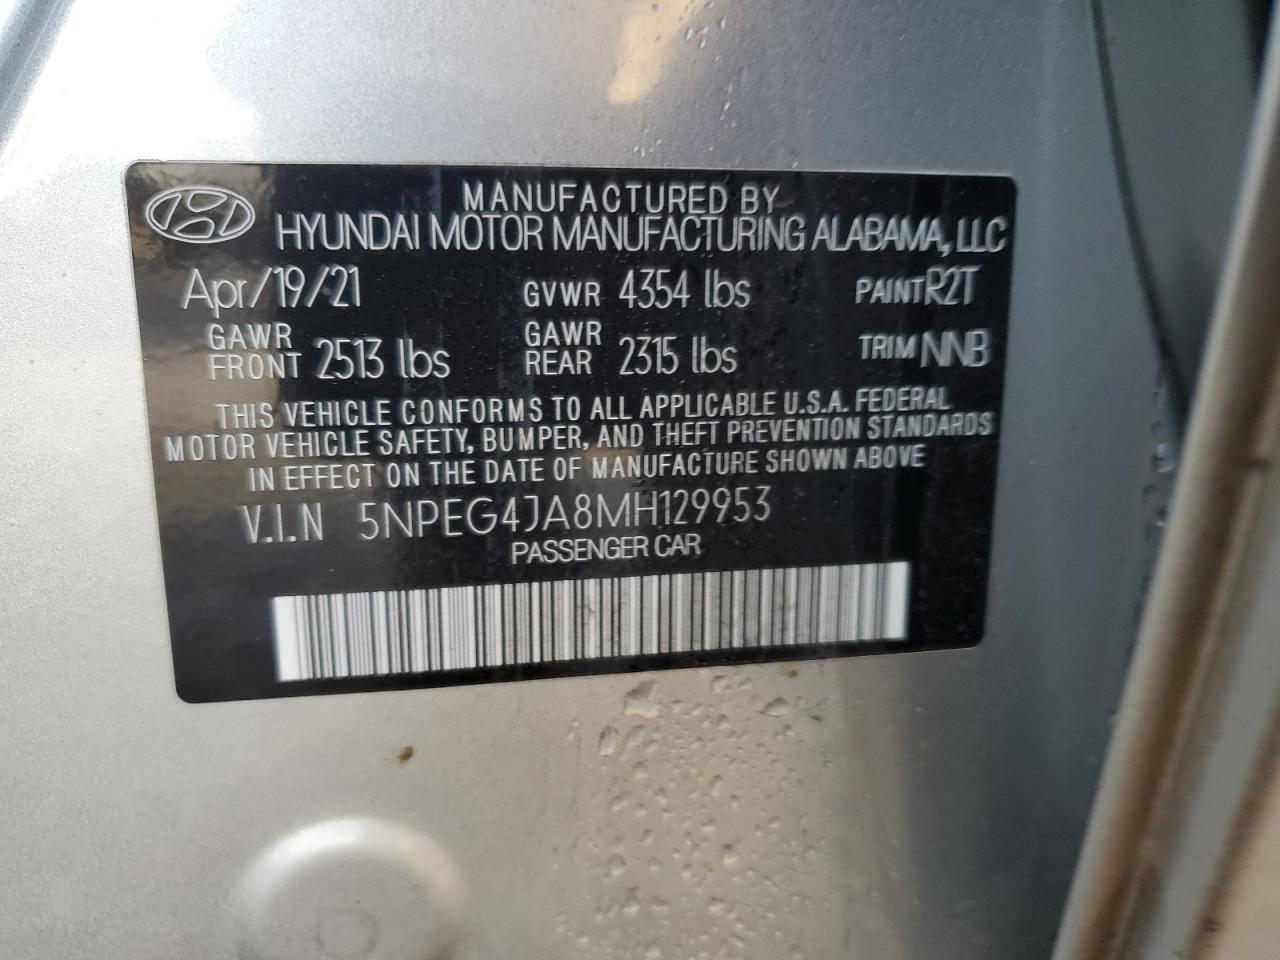 MANUFACTURED BY
HYUNDAI MOTOR MANUFACTURING ALABAMA, LLC
Apr/19/21 GVWR 4354 lbs PAINT R2T
GAWR FRONT 2513 lbs GAWR REAR 2315 lbs TRIM NNB
THIS VEHICLE CONFORMS TO ALL APPLICABLE U.S.A. FEDERAL
MOTOR VEHICLE SAFETY, BUMPER, AND THEFT PREVENTION STANDARDS
IN EFFECT ON THE DATE OF MANUFACTURE SHOWN ABOVE
V.I.N 5NPEG4JA8MH129953
PASSENGER CAR